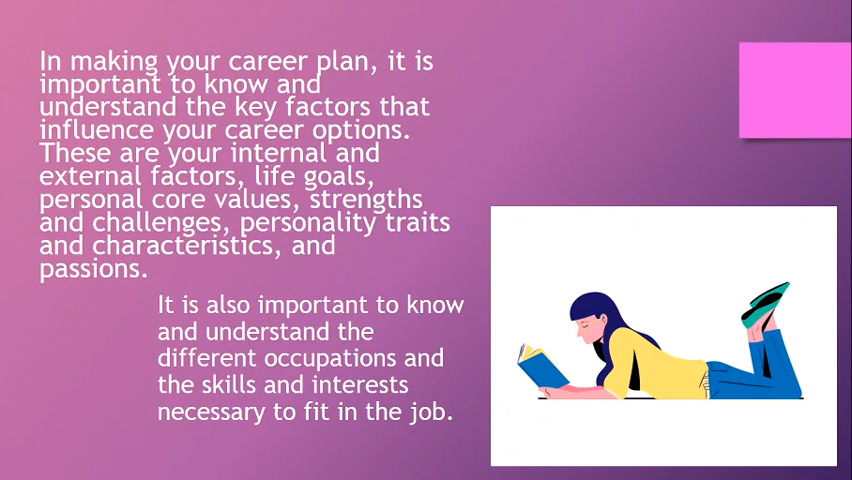 In making your career plan, it is
important to know and
understand the key factors that
influence your career options.
These are your internal and
external factors, life goals,
personal core values, strengths
and challenges, personality traits
and characteristics, and
passions.
It is also important to know
and understand the
different occupations and
the skills and interests
necessary to fit in the job.